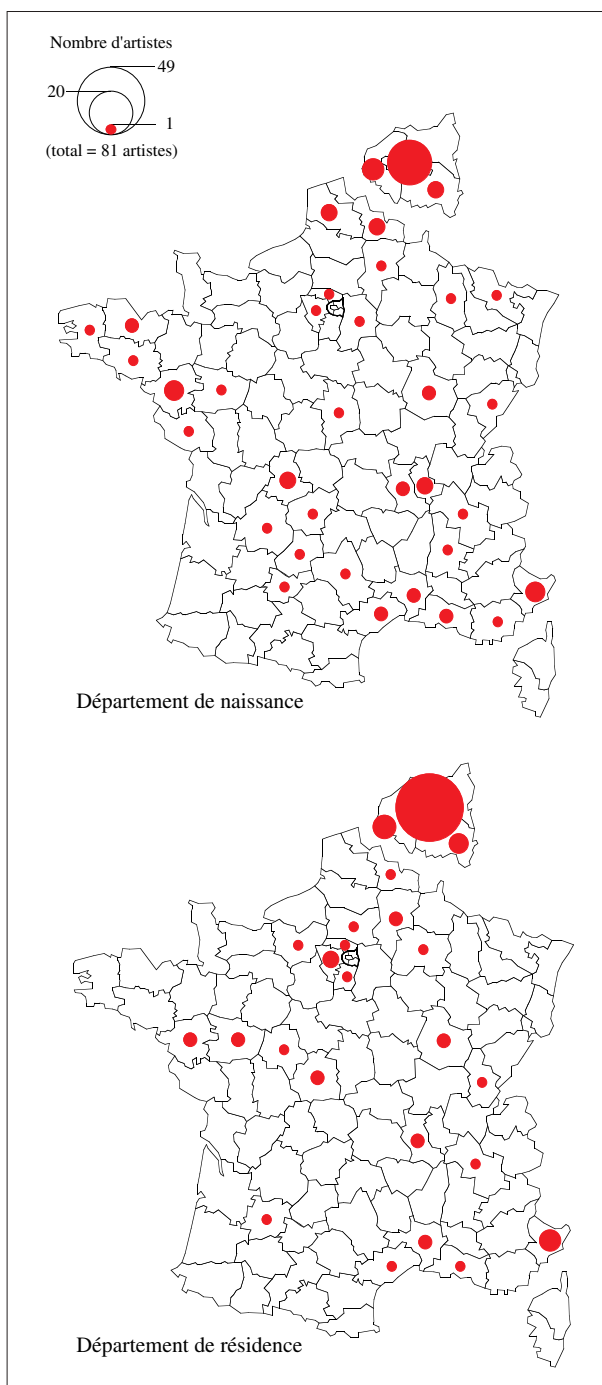 Nombre d'artistes
49
20
1
(total = 81 artistes)
Département de naissance
Département de résidence